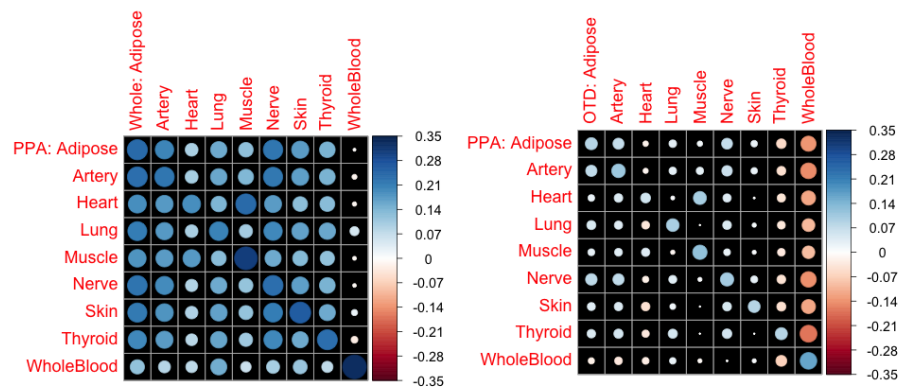 Whole: Adipose
Artery
Heart
Lung
Muscle
Nerve
Skin
Thyroid
WholeBlood
PPA: Adipose
Artery
Heart
Lung
Muscle
Nerve
Skin
Thyroid
WholeBlood
0.35
0.28
0.21
0.14
0.07
0
-0.07
-0.14
-0.21
-0.28
-0.35
OTD: Adipose
Artery
Heart
Lung
Muscle
Nerve
Skin
Thyroid
WholeBlood
PPA: Adipose
Artery
Heart
Lung
Muscle
Nerve
Skin
Thyroid
WholeBlood
0.35
0.28
0.21
0.14
0.07
0
-0.07
-0.14
-0.21
-0.28
-0.35